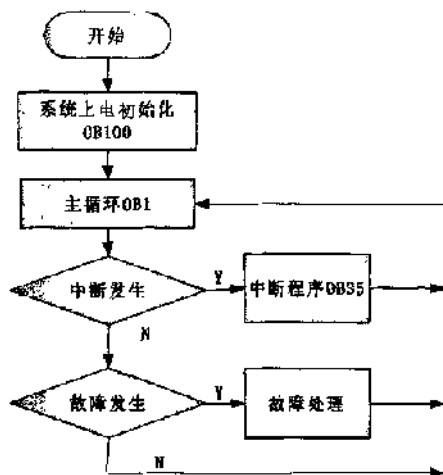 开始
系统上电初始化
OB100
主循环OB1
中断发生
Y
中断程序OB35
N
故障发生
Y
故障处理
N